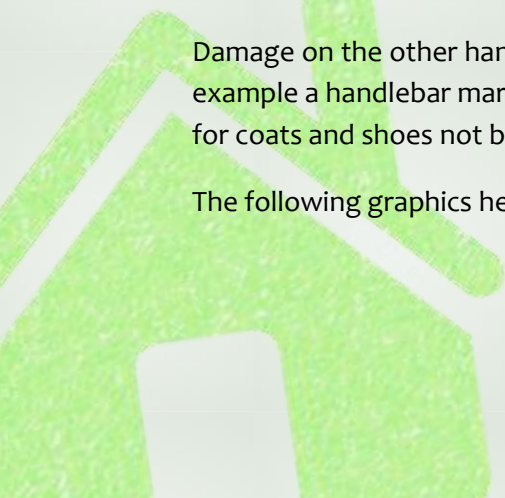 Damage on the other han
example a handlebar mar
for coats and shoes not b
The following graphics he